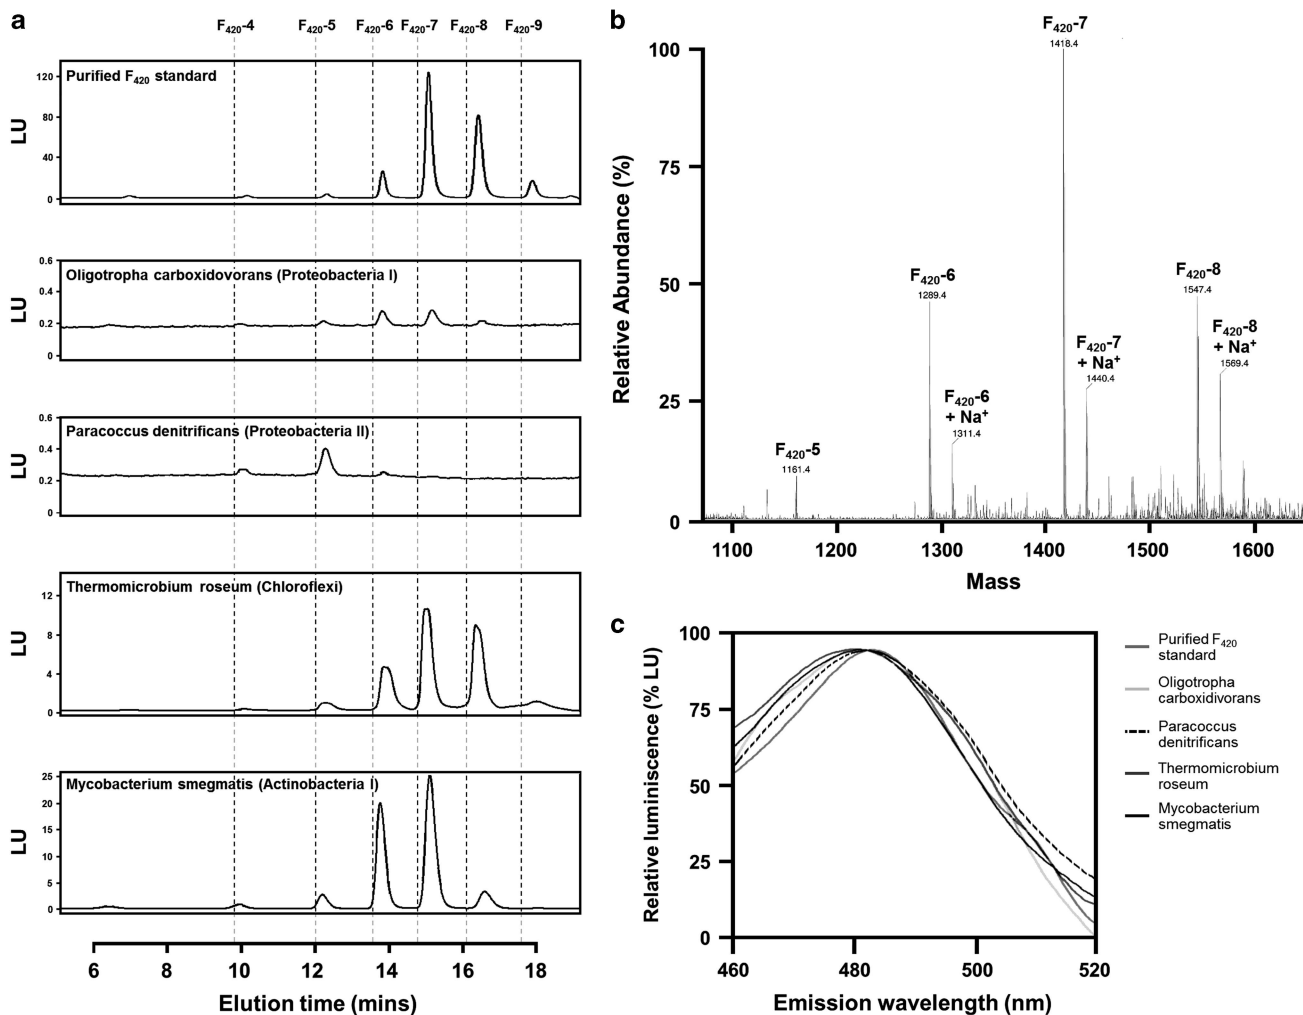 a
F420-4 F420-5 F420-6 F420-7 F420-8 F420-9
Purified F420 standard
LU
120
80
40
0
Oligotropha carboxidovorans (Proteobacteria I)
LU
0.6
0.4
0.2
0
Paracoccus denitrificans (Proteobacteria II)
LU
0.6
0.4
0.2
0
Thermomicrobium roseum (Chloroflexi)
LU
12
8
4
0
Mycobacterium smegmatis (Actinobacteria I)
LU
25
20
15
10
5
0
6 8 10 12 14 16 18
Elution time (mins)
b
Relative Abundance (%)
100
75
50
25
0
F420-5
1161.4
F420-6
1289.4
F420-6
+ Na+
1311.4
F420-7
1418.4
F420-7
+ Na+
1440.4
F420-8
1547.4
F420-8
+ Na+
1569.4
1100 1200 1300 1400 1500 1600
Mass
c
Relative luminiscence (% LU)
100
75
50
25
0
460 480 500 520
Emission wavelength (nm)
Purified F420
standard
Oligotropha
carboxidivorans
Paracoccus
denitrificans
Thermomicrobium
roseum
Mycobacterium
smegmatis